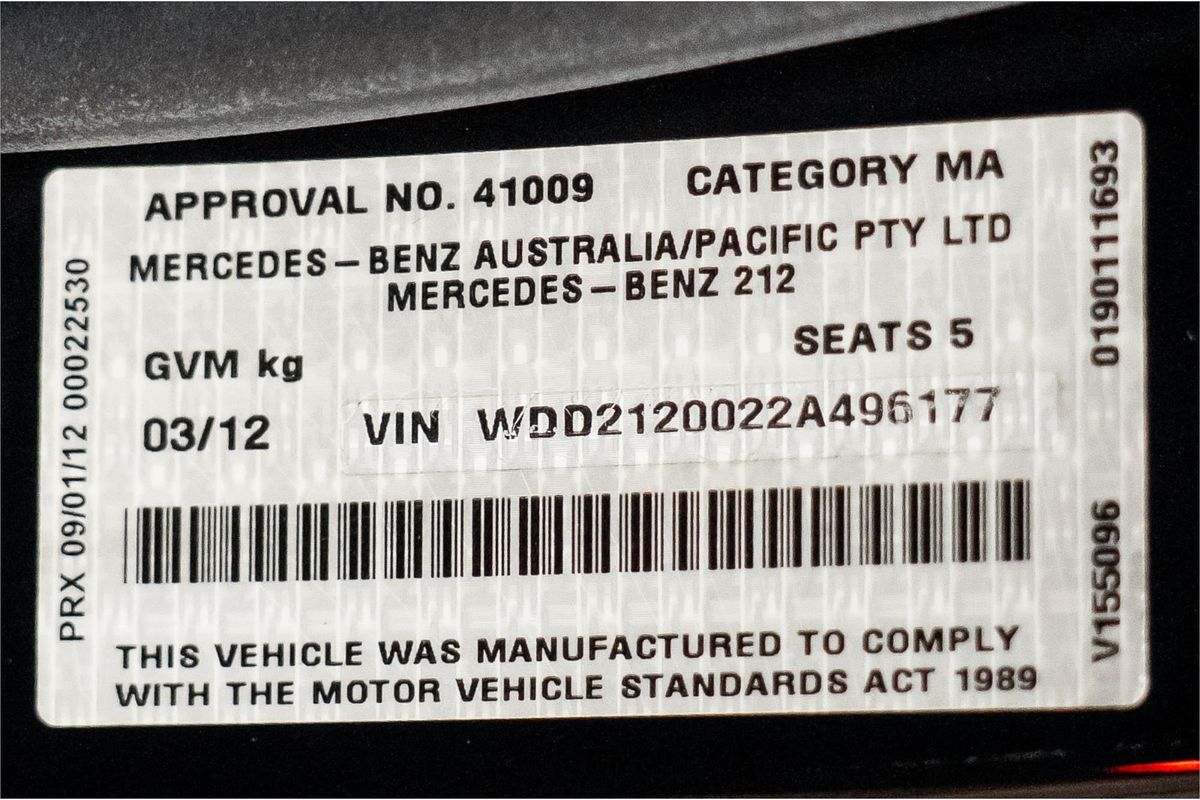 APPROVAL NO. 41009 CATEGORY MA
MERCEDES–BENZ AUSTRALIA/PACIFIC PTY LTD
MERCEDES–BENZ 212
GVM kg SEATS 5
03/12 VIN WDD2120022A496177
THIS VEHICLE WAS MANUFACTURED TO COMPLY
WITH THE MOTOR VEHICLE STANDARDS ACT 1989
PRX 09/01/12 00022530
01901111693
V155096